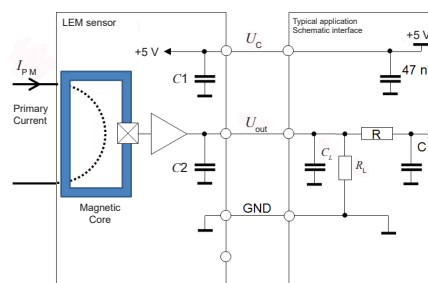 LEM sensor
Typical application
Schematic interface
+5 V
U_C
+5 V
I_PM
C1
47 n
Primary
Current
U_out
R
C2
C_L
R_L
C
GND
Magnetic
Core